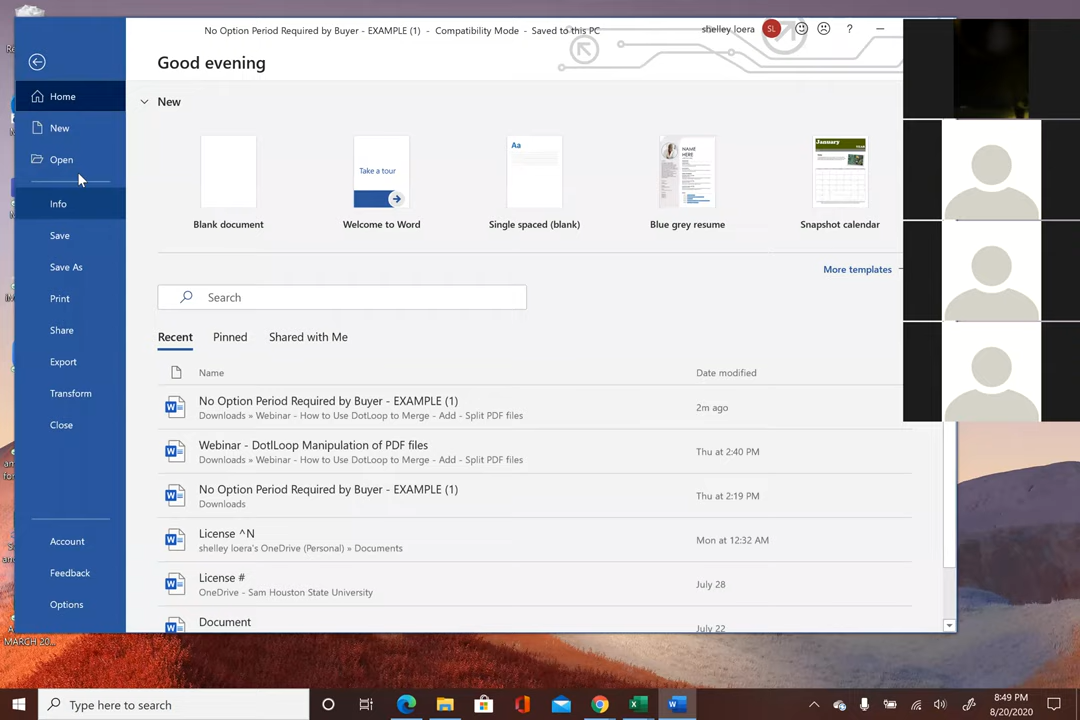 No Option Period Required by Buyer - EXAMPLE (1) - Compatibility Mode - Saved to this PC
shelley loera
SL
?
Good evening
Home
New
Open
Info
Save
Save As
Print
Share
Export
Transform
Close
Account
Feedback
Options
New
Take a tour
Aa
NAME
HERE
January
Blank document
Welcome to Word
Single spaced (blank)
Blue grey resume
Snapshot calendar
More templates
Search
Recent Pinned Shared with Me
Name Date modified
No Option Period Required by Buyer - EXAMPLE (1)
Downloads » Webinar - How to Use DotLoop to Merge - Add - Split PDF files
2m ago
Webinar - DotlLoop Manipulation of PDF files
Downloads » Webinar - How to Use DotLoop to Merge - Add - Split PDF files
Thu at 2:40 PM
No Option Period Required by Buyer - EXAMPLE (1)
Downloads
Thu at 2:19 PM
License ^N
shelley loera's OneDrive (Personal) » Documents
Mon at 12:32 AM
License #
OneDrive - Sam Houston State University
July 28
Document
July 22
MARCH 20...
Type here to search
8:49 PM
8/20/2020